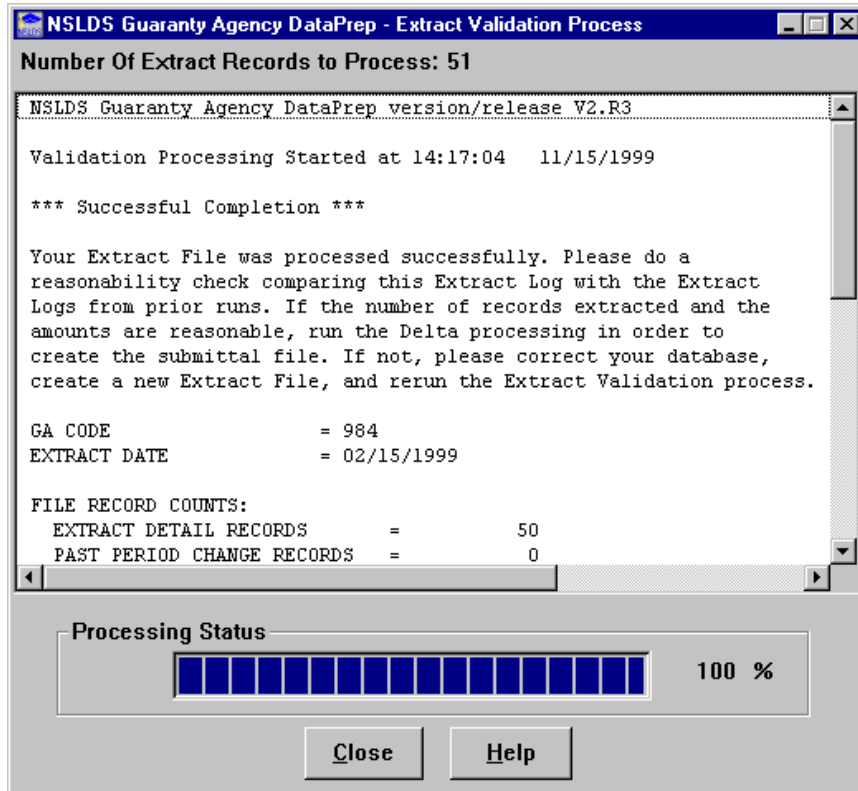 NSLDS Guaranty Agency DataPrep - Extract Validation Process
Number Of Extract Records to Process: 51
NSLDS Guaranty Agency DataPrep version/release V2.R3
Validation Processing Started at 14:17:04 11/15/1999
*** Successful Completion ***
Your Extract File was processed successfully. Please do a
reasonability check comparing this Extract Log with the Extract
Logs from prior runs. If the number of records extracted and the
amounts are reasonable, run the Delta processing in order to
create the submittal file. If not, please correct your database,
create a new Extract File, and rerun the Extract Validation process.
GA CODE = 984
EXTRACT DATE = 02/15/1999
FILE RECORD COUNTS:
EXTRACT DETAIL RECORDS = 50
PAST PERIOD CHANGE RECORDS = 0
Processing Status
100 %
Close Help